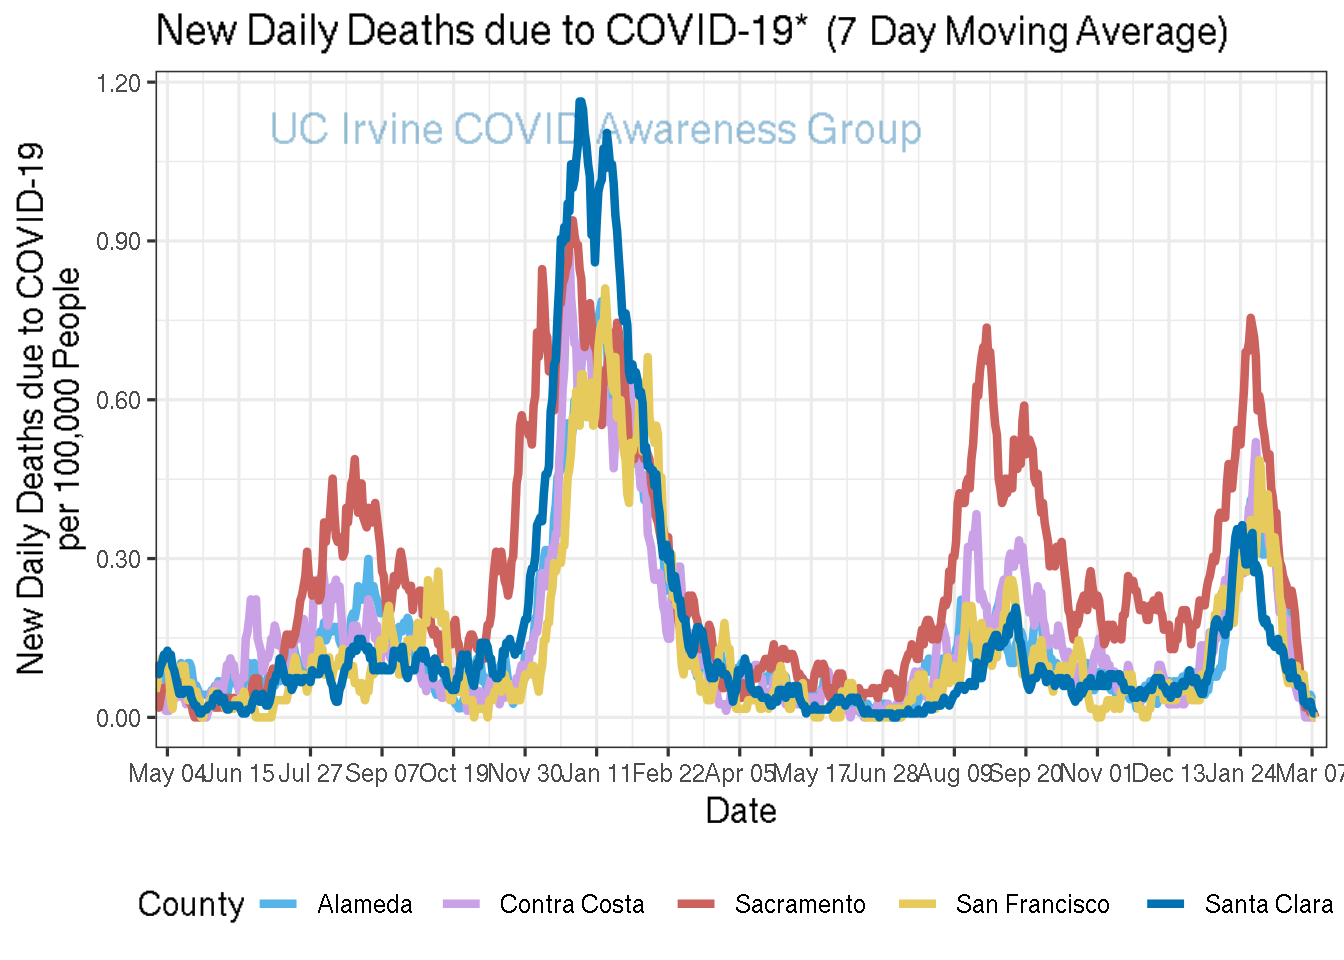 New Daily Deaths due to COVID-19* (7 Day Moving Average)
UC Irvine COVID Awareness Group
New Daily Deaths due to COVID-19
per 100,000 People
1.20
0.90
0.60
0.30
0.00
May 04 Jun 15 Jul 27 Sep 07 Oct 19 Nov 30 Jan 11 Feb 22 Apr 05 May 17 Jun 28 Aug 09 Sep 20 Nov 01 Dec 13 Jan 24 Mar 07
Date
County Alameda Contra Costa Sacramento San Francisco Santa Clara